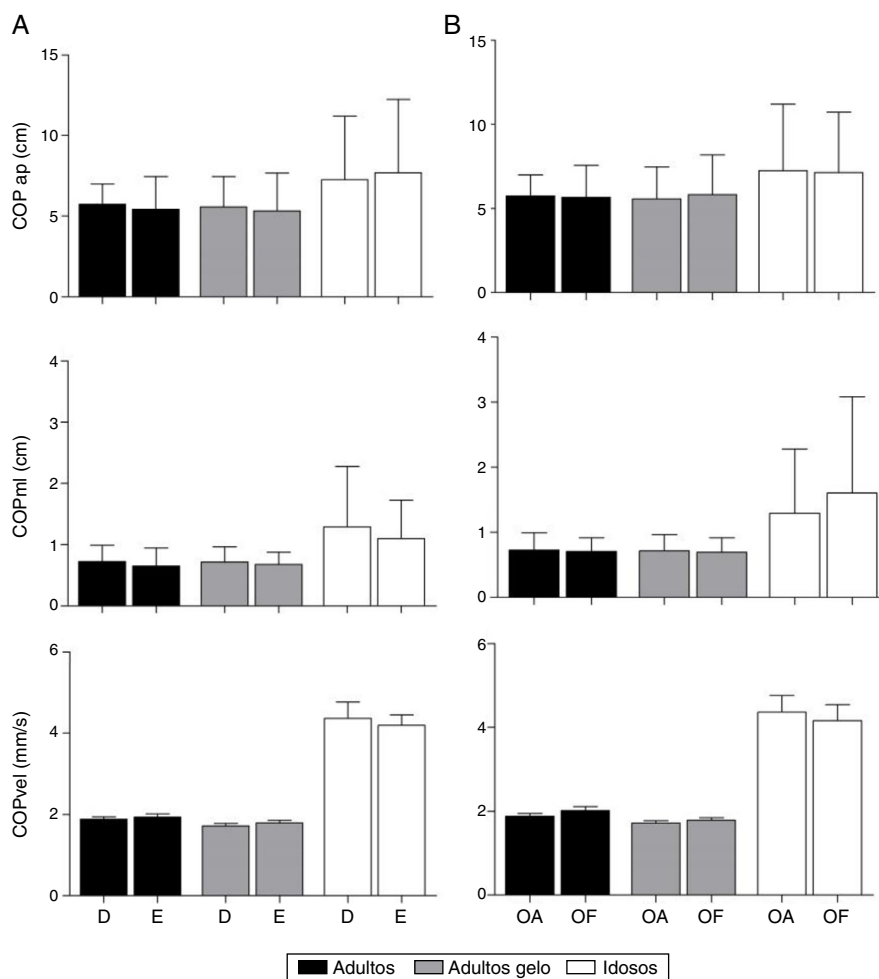 A B
15 15
10 10
5 5
0 0
COP ap (cm)
4 4
3 3
2 2
1 1
0 0
COPml (cm)
6 6
4 4
2 2
0 0
COPvel (mm/s)
D E D E D E OA OF OA OF OA OF
Adultos Adultos gelo Idosos